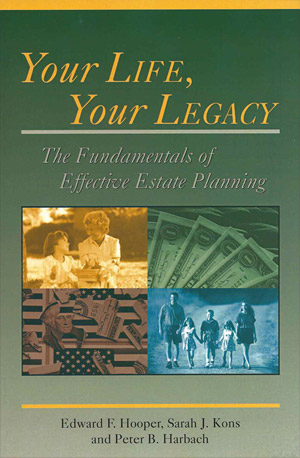 Your Life,
Your Legacy
The Fundamentals of
Effective Estate Planning
Edward F. Hooper, Sarah J. Kons
and Peter B. Harbach